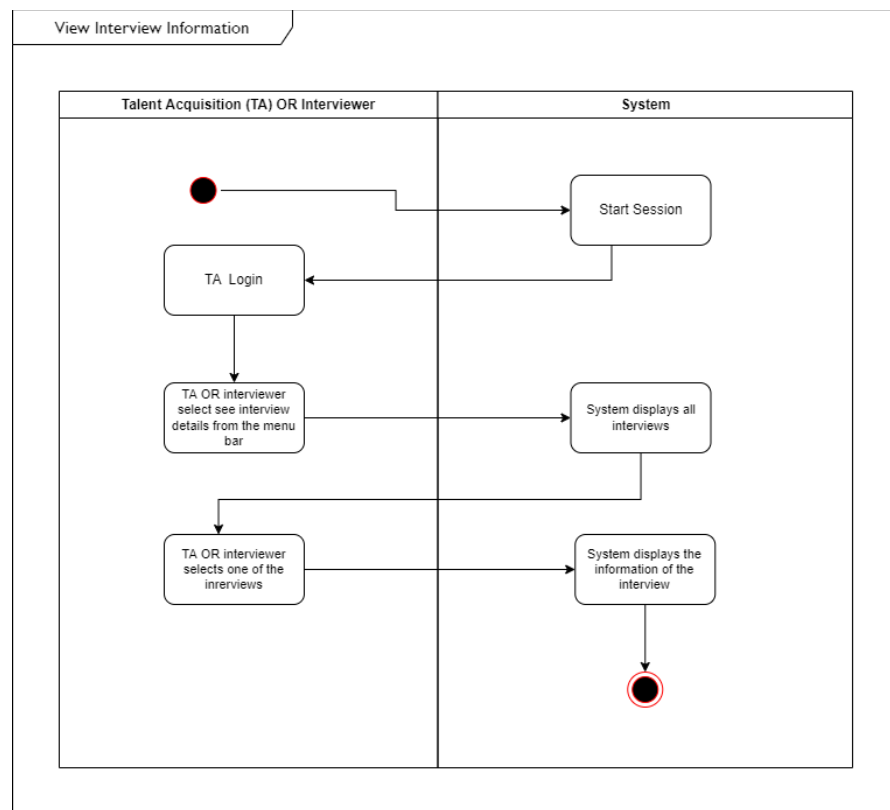 View Interview Information
Talent Acquisition (TA) OR Interviewer
System
Start Session
TA Login
TA OR interviewer
select see interview
details from the menu
bar
System displays all
interviews
TA OR interviewer
selects one of the
inrerviews
System displays the
information of the
interview